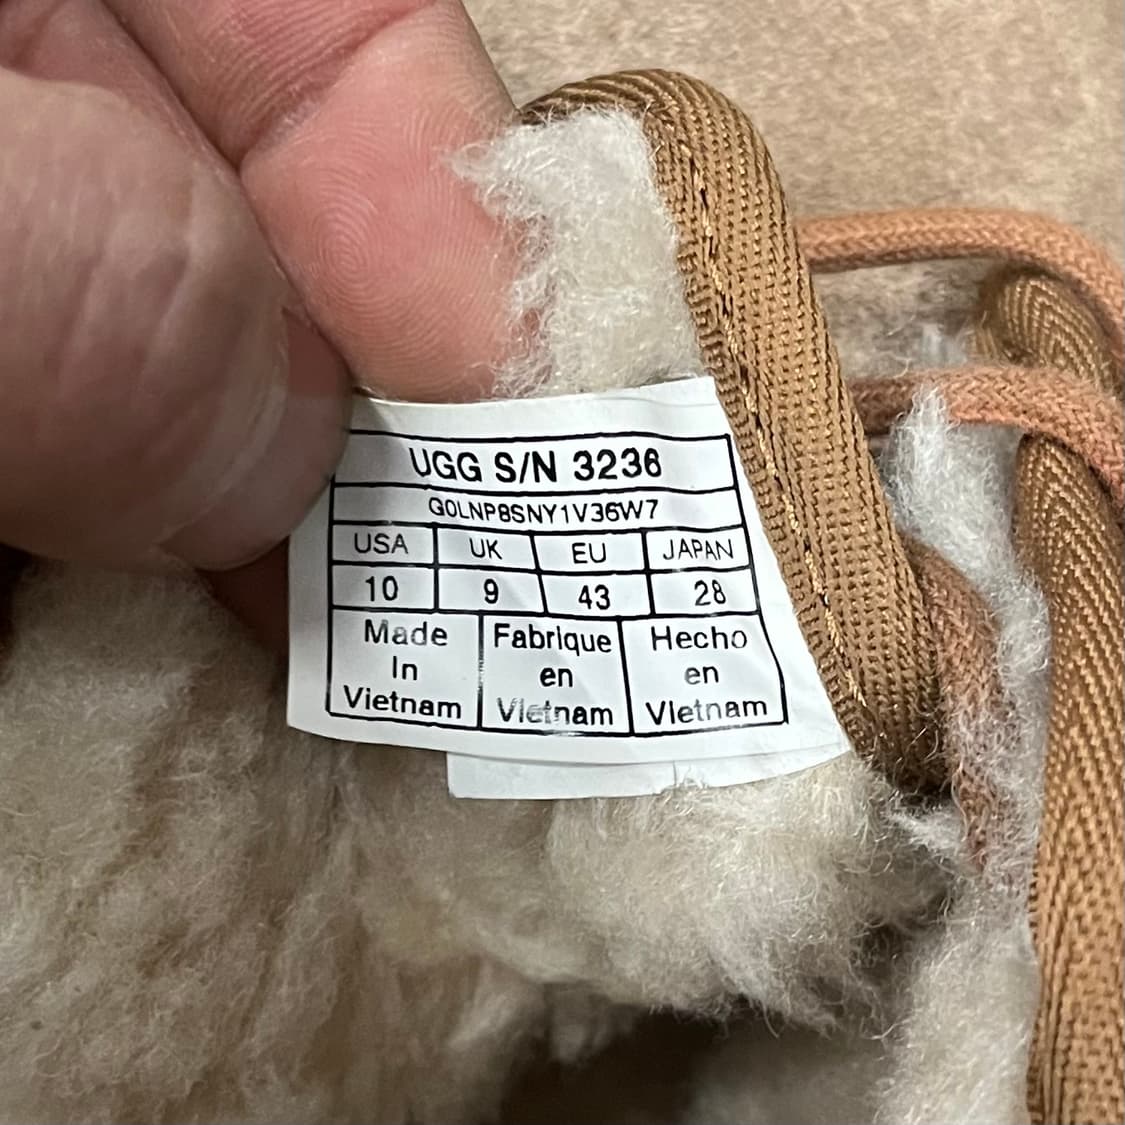 UGG S/N 3236
GOLNP8SNY1V36W7
USA UK EU JAPAN
10 9 43 28
Made Fabrique Hecho
In en en
Vietnam Vietnam Vietnam